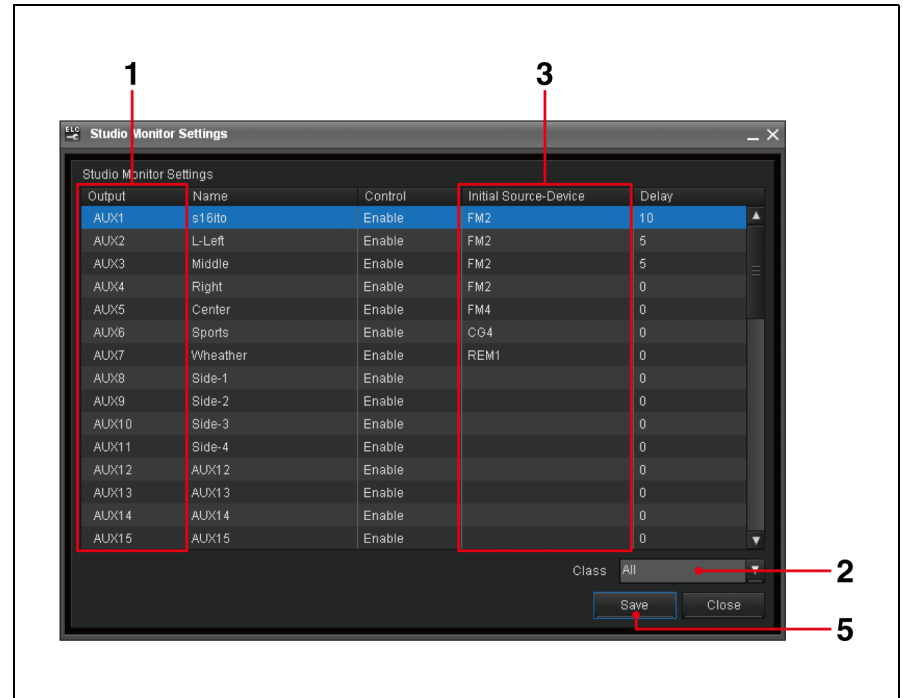 1 3
ELC Studio Monitor Settings
Studio Monitor Settings
Output Name Control Initial Source-Device Delay
AUX1 s16ito Enable FM2 10
AUX2 L-Left Enable FM2 5
AUX3 Middle Enable FM2 5
AUX4 Right Enable FM2 0
AUX5 Center Enable FM4 0
AUX6 Sports Enable CG4 0
AUX7 Wheather Enable REM1 0
AUX8 Side-1 Enable 0
AUX9 Side-2 Enable 0
AUX10 Side-3 Enable 0
AUX11 Side-4 Enable 0
AUX12 AUX12 Enable 0
AUX13 AUX13 Enable 0
AUX14 AUX14 Enable 0
AUX15 AUX15 Enable 0
Class All 2
Save Close
5